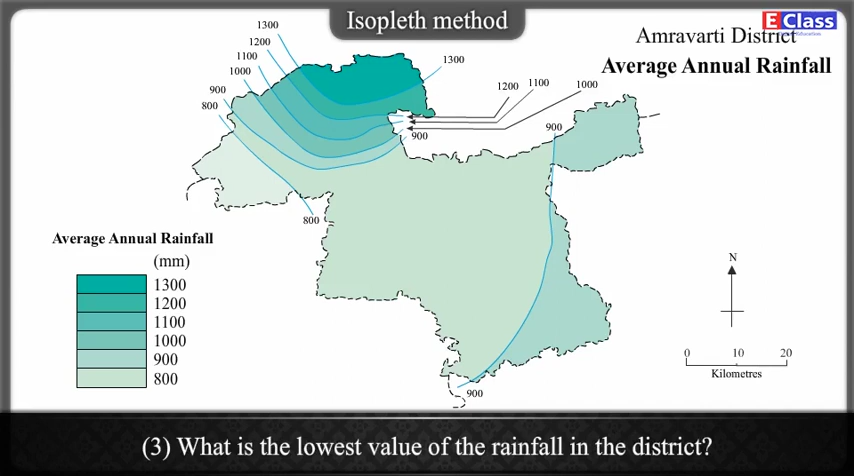 Isopleth method
E Class
Amravarti District
Average Annual Rainfall
1300
1200
1100
1000
900
800
1300
1200
1100
1000
900
900
800
900
Average Annual Rainfall
(mm)
1300
1200
1100
1000
900
800
N
0 10 20
Kilometres
(3) What is the lowest value of the rainfall in the district?